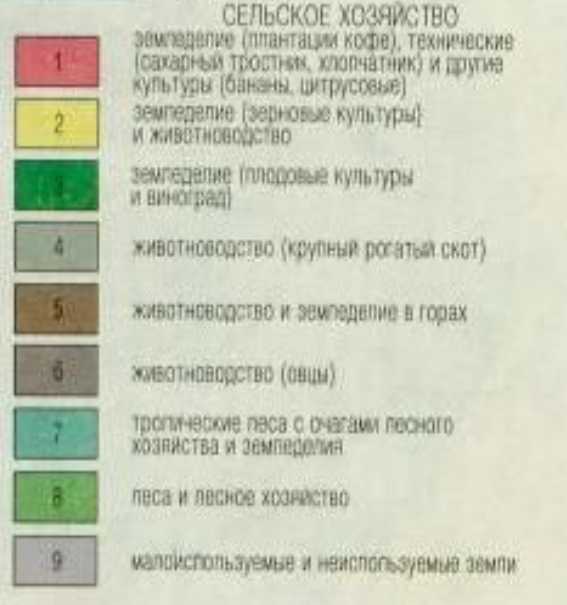 СЕЛЬСКОЕ ХОЗЯЙСТВО
1
земледелие (плантации кофе), технические
(сахарный тростник, хлопчатник) и другие
культуры (бананы, цитрусовые)
2
земледелие (зерновые культуры)
и животноводство
3
земледелие (плодовые культуры
и виноград)
4
животноводство (крупный рогатый скот)
5
животноводство и земледелие в горах
6
животноводство (овцы)
7
тропические леса с очагами лесного
хозяйства и земледелия
8
леса и лесное хозяйство
9
малоиспользуемые и неиспользуемые земли